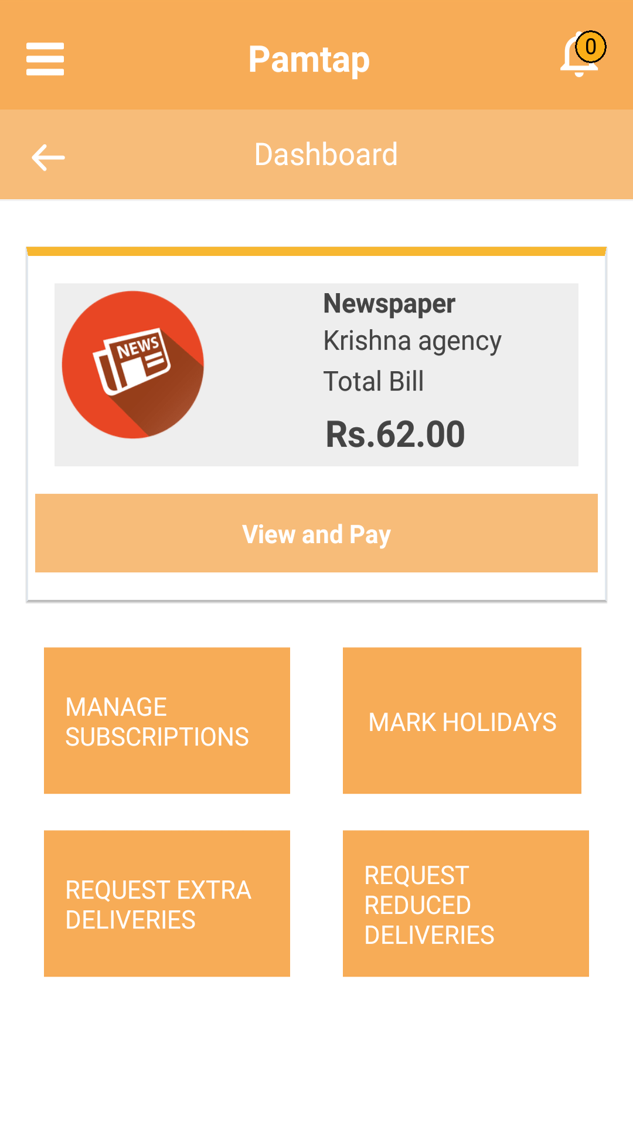 Pamtap
0
Dashboard
NEWS
Newspaper
Krishna agency
Total Bill
Rs.62.00
View and Pay
MANAGE
SUBSCRIPTIONS
MARK HOLIDAYS
REQUEST EXTRA
DELIVERIES
REQUEST
REDUCED
DELIVERIES